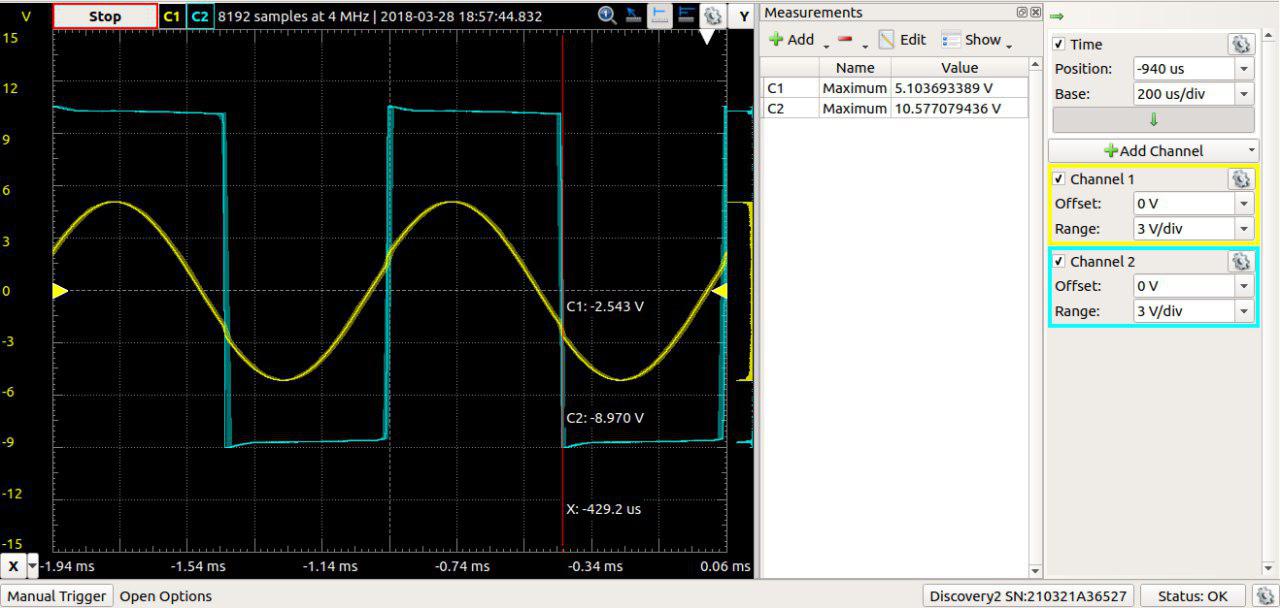 V
Stop C1 C2 8192 samples at 4 MHz | 2018-03-28 18:57:44.832 Y
15
12
9
6
3
0
-3
-6
-9
-12
-15
C1: -2.543 V
C2: -8.970 V
X: -429.2 us
X -1.94 ms -1.54 ms -1.14 ms -0.74 ms -0.34 ms 0.06 ms
Measurements
Add Edit Show
Name Value
C1 Maximum 5.103693389 V
C2 Maximum 10.577079436 V
Time
Position: -940 us
Base: 200 us/div
Add Channel
Channel 1
Offset: 0 V
Range: 3 V/div
Channel 2
Offset: 0 V
Range: 3 V/div
Manual Trigger Open Options Discovery2 SN:210321A36527 Status: OK